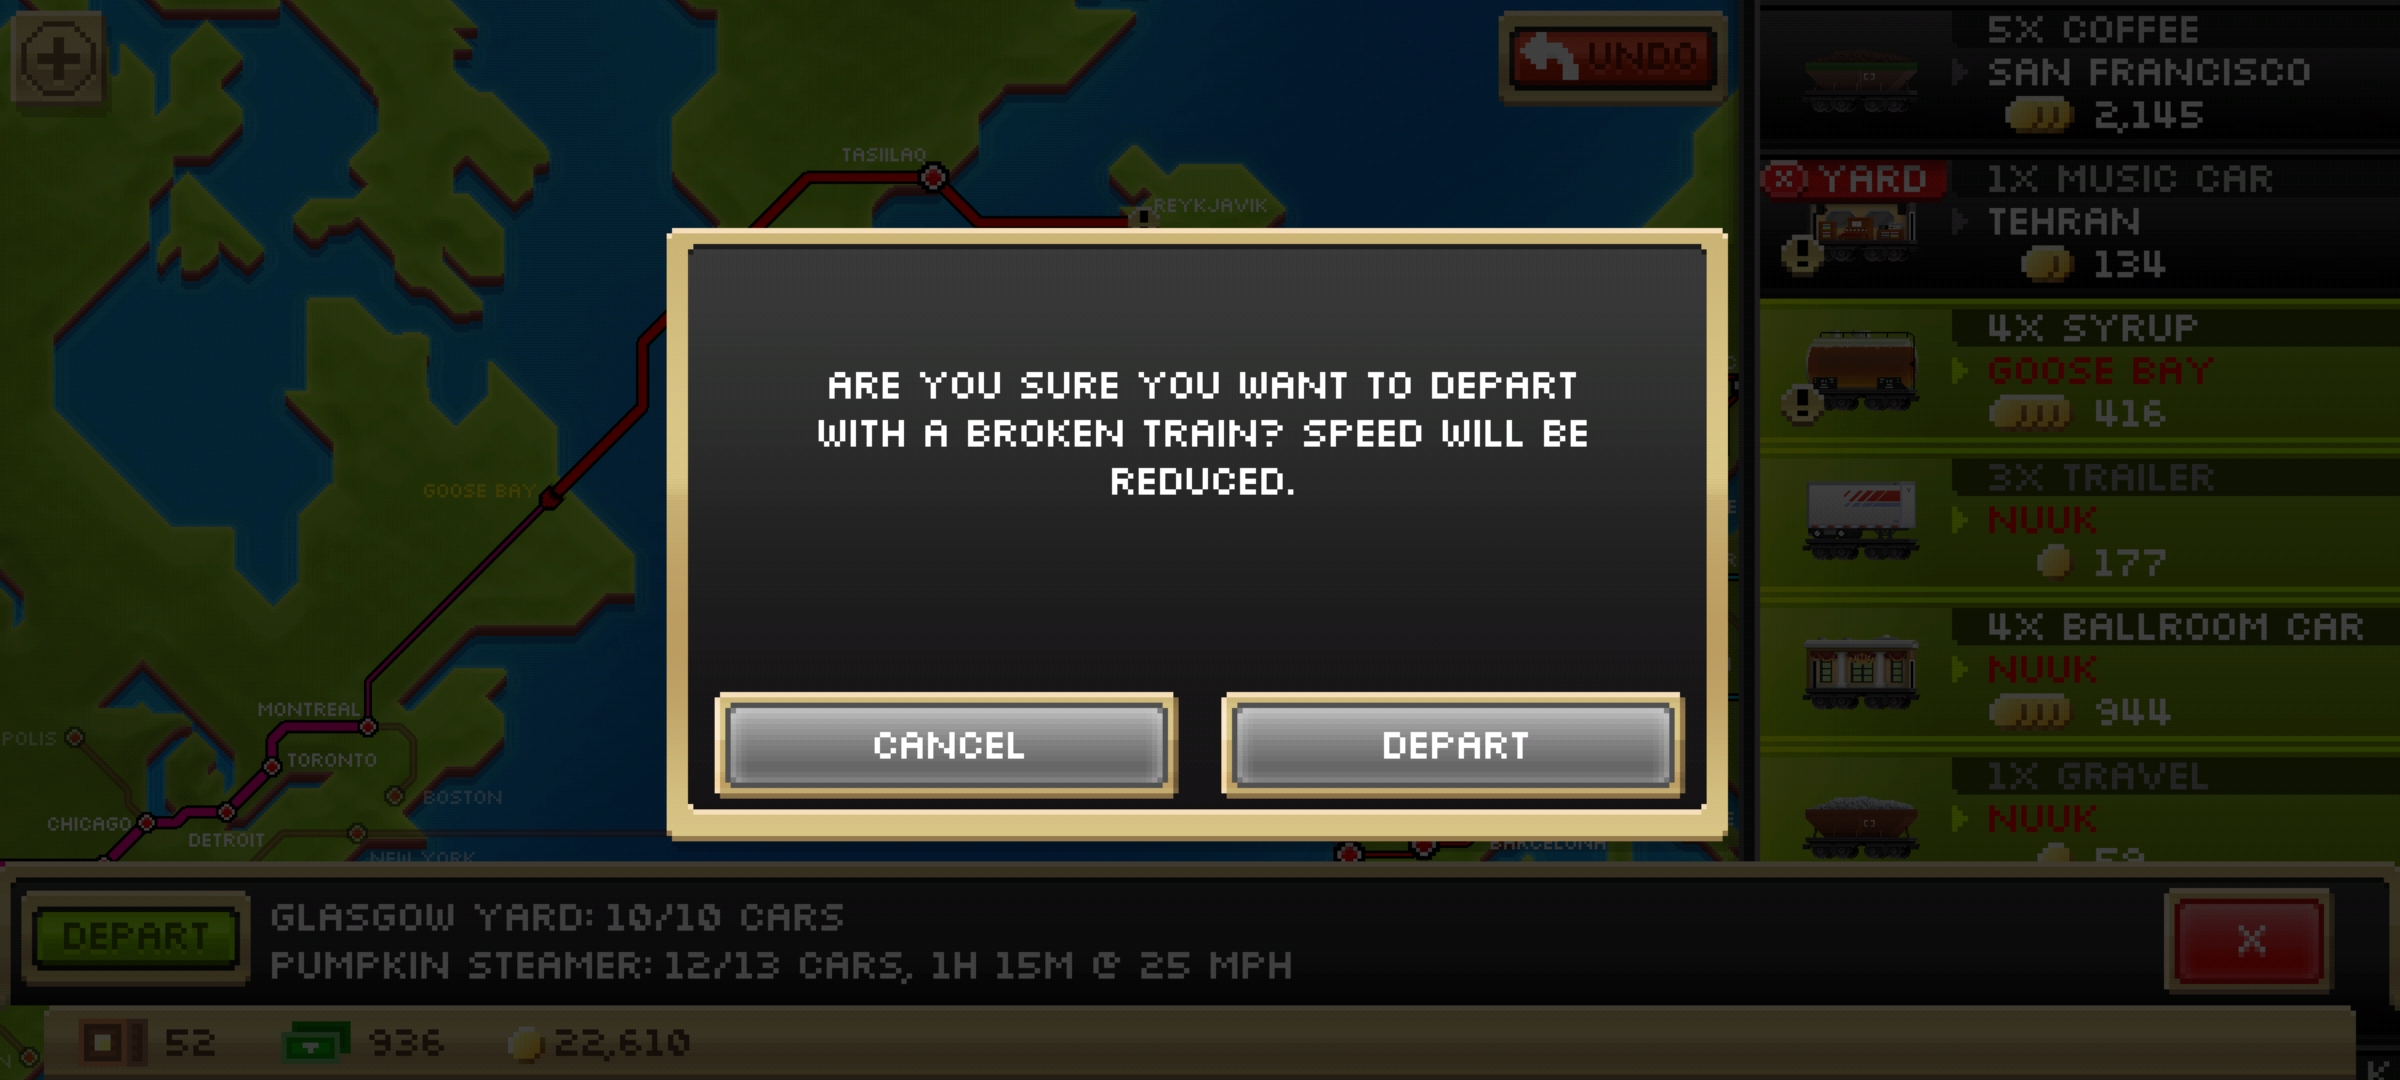 UNDO
TASIILAQ
REYKJAVIK
GOOSE BAY
MONTREAL
POLIS
TORONTO
BOSTON
CHICAGO
DETROIT
NEW YORK
BARCELONA
5X COFFEE
SAN FRANCISCO
2,145
YARD
1X MUSIC CAR
TEHRAN
134
4X SYRUP
GOOSE BAY
416
3X TRAILER
NUUK
177
4X BALLROOM CAR
NUUK
944
1X GRAVEL
NUUK
59
ARE YOU SURE YOU WANT TO DEPART
WITH A BROKEN TRAIN? SPEED WILL BE
REDUCED.
CANCEL
DEPART
DEPART
GLASGOW YARD: 10/10 CARS
PUMPKIN STEAMER: 12/13 CARS, 1H 15M @ 25 MPH
X
52
936
22,610